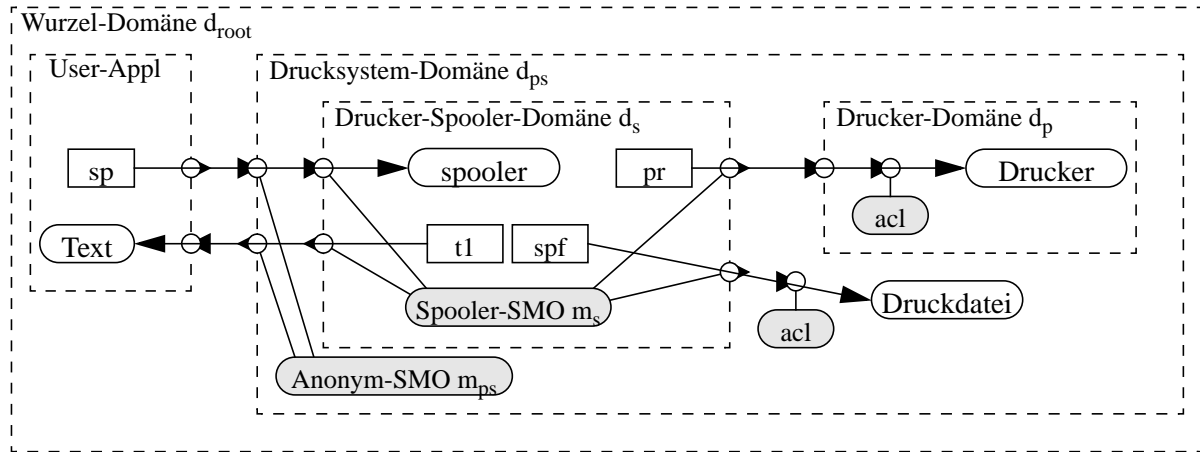 Wurzel-Domäne d_root
User-Appl
Drucksystem-Domäne d_ps
Drucker-Spooler-Domäne d_s
Drucker-Domäne d_p
sp
spooler
pr
Drucker
acl
Text
t1
spf
Spooler-SMO m_s
Druckdatei
acl
Anonym-SMO m_ps